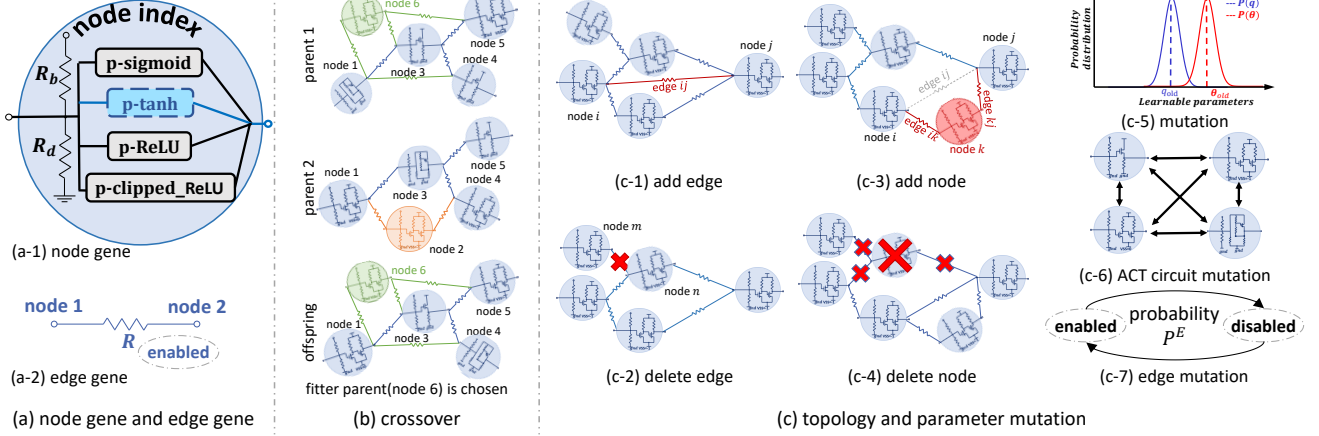 node index
R_b
R_d
p-sigmoid
p-tanh
p-ReLU
p-clipped_ReLU
(a-1) node gene
node 1
node 2
R
enabled
(a-2) edge gene
(a) node gene and edge gene
parent 1
node 6
node 5
node 1
node 3
node 4
parent 2
node 1
node 5
node 3
node 4
node 2
offspring
node 6
node 5
node 1
node 4
node 3
fitter parent(node 6) is chosen
(b) crossover
node j
edge ij
node i
(c-1) add edge
node j
edge ij
edge kj
edge ik
node i
node k
(c-3) add node
node m
node n
(c-2) delete edge
(c-4) delete node
Probability
distribution
P(q)
P(θ)
q_old
θ_old
Learnable parameters
(c-5) mutation
(c-6) ACT circuit mutation
enabled
probability
P^E
disabled
(c-7) edge mutation
(c) topology and parameter mutation